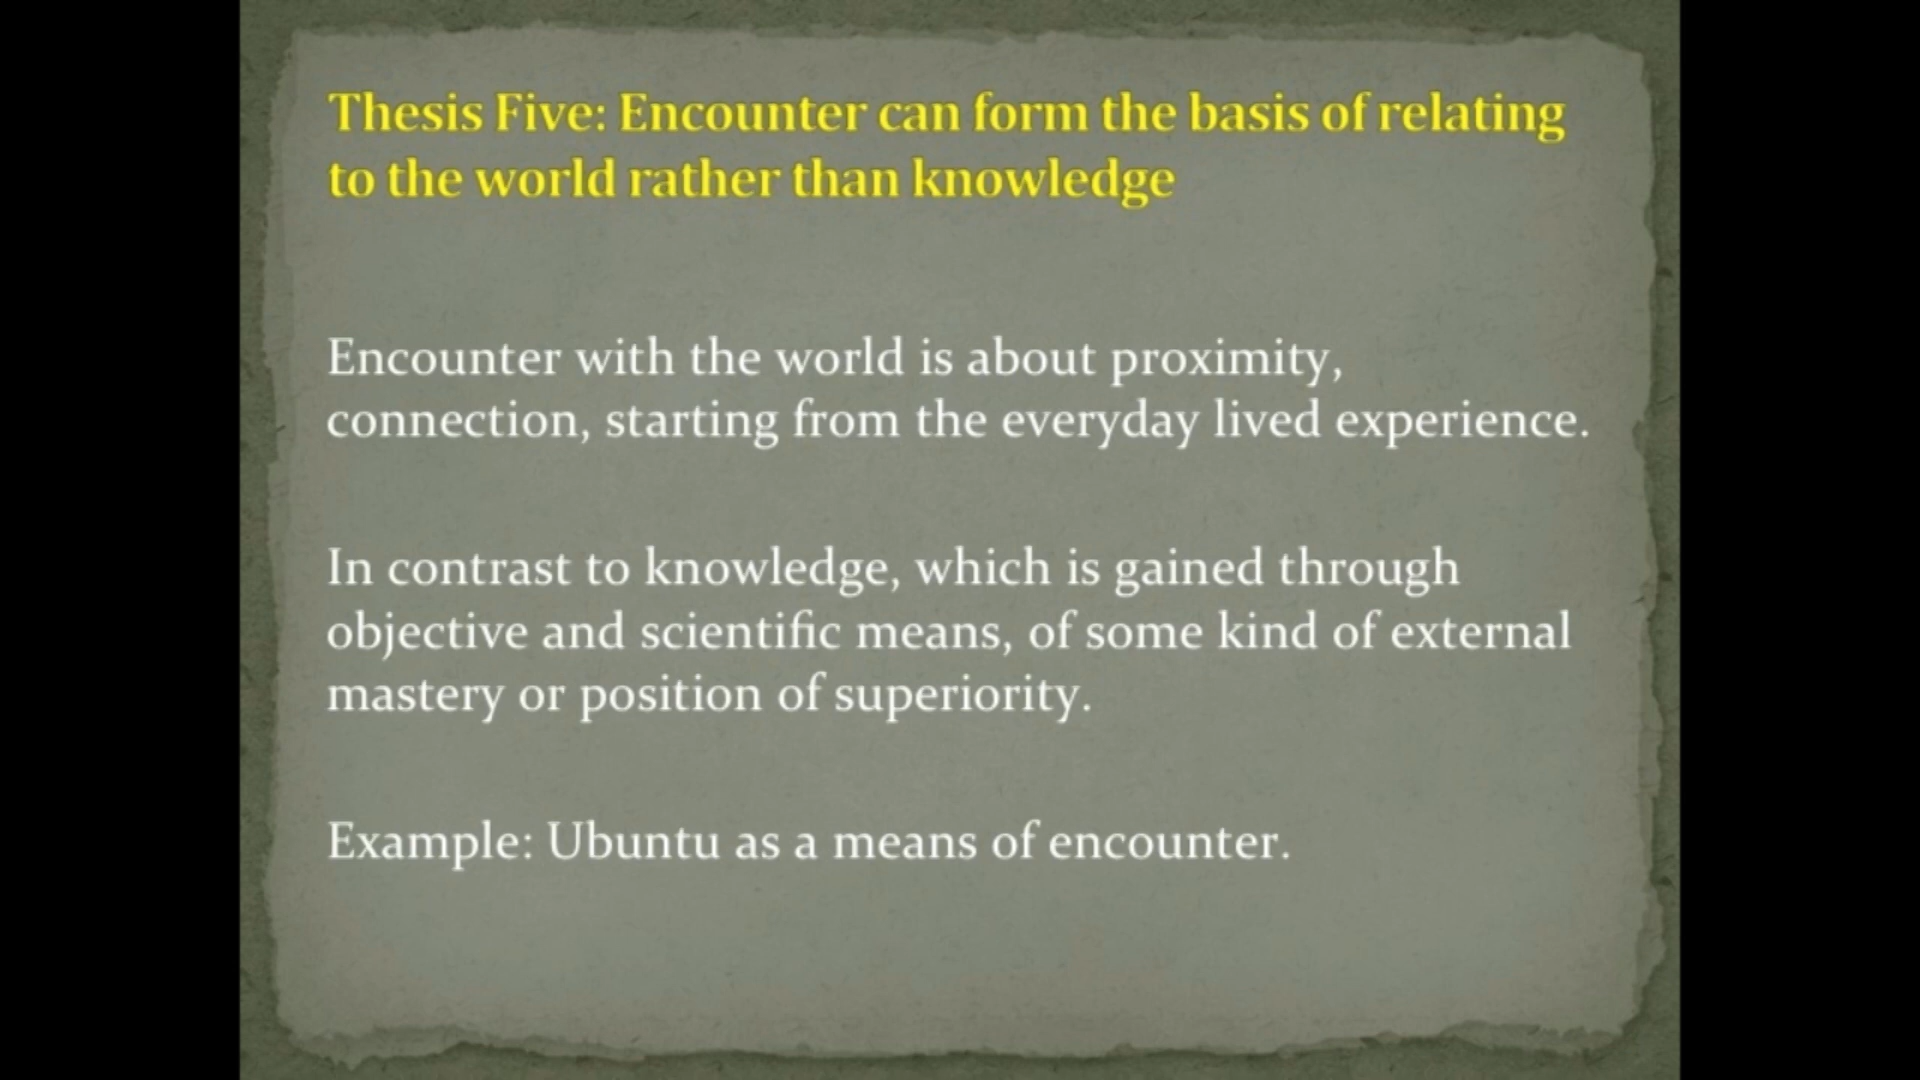 Thesis Five: Encounter can form the basis of relating
to the world rather than knowledge
Encounter with the world is about proximity,
connection, starting from the everyday lived experience.
In contrast to knowledge, which is gained through
objective and scientific means, of some kind of external
mastery or position of superiority.
Example: Ubuntu as a means of encounter.